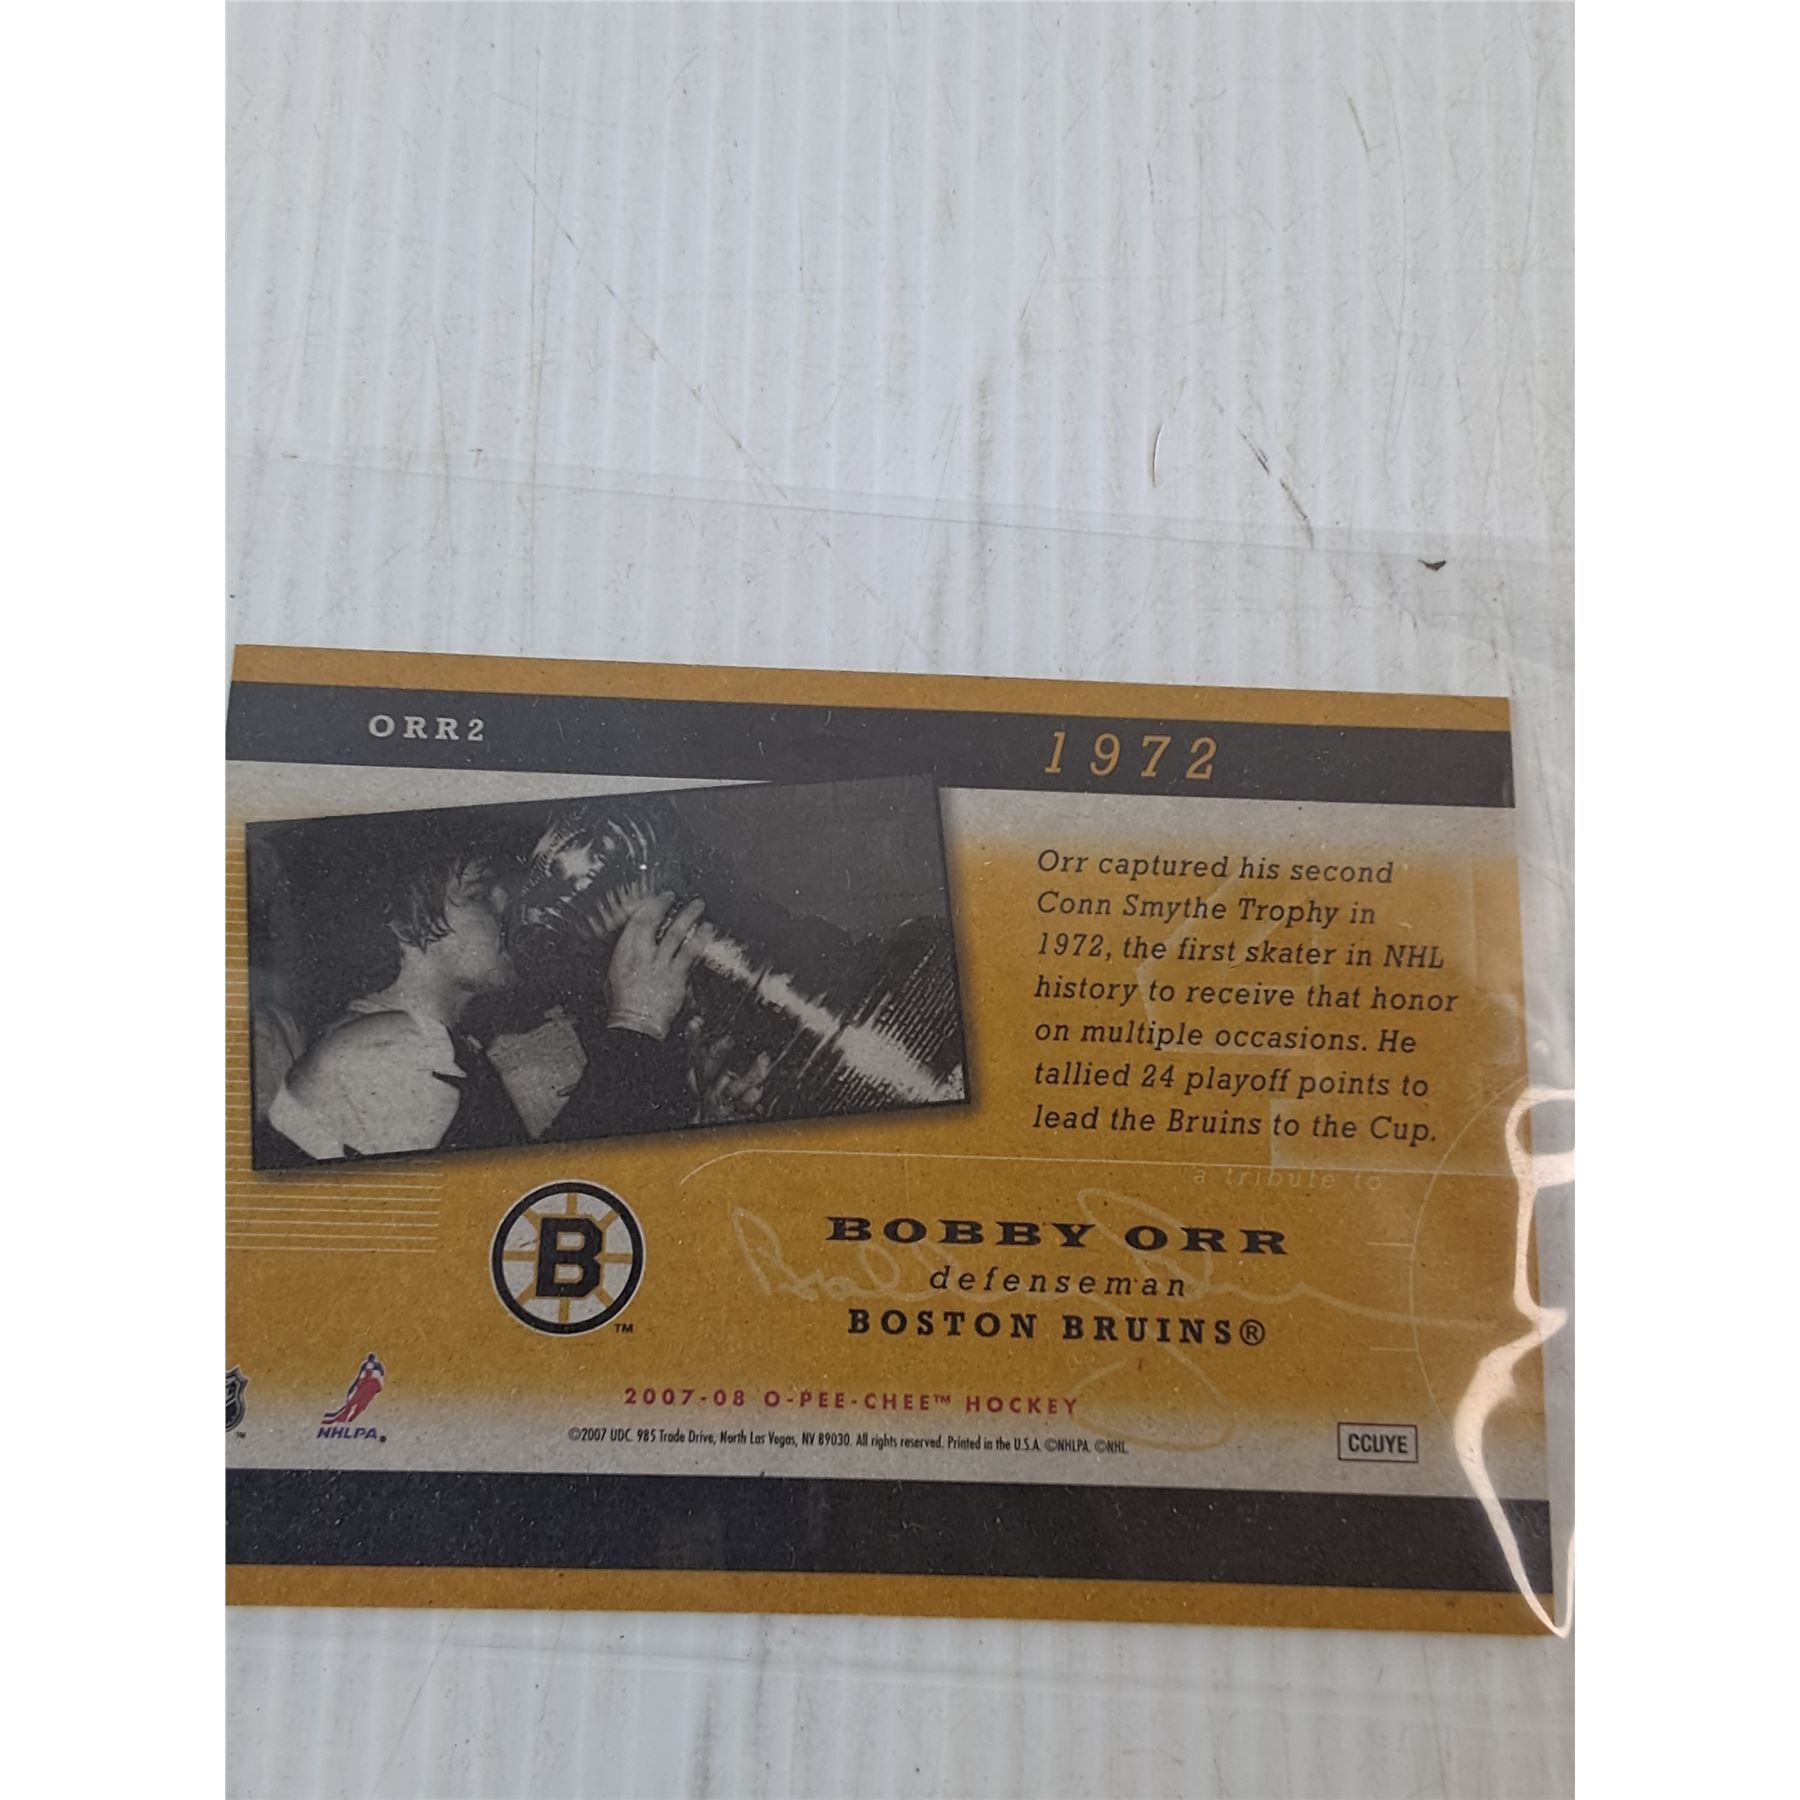 ORR2
1972
Orr captured his second
Conn Smythe Trophy in
1972, the first skater in NHL
history to receive that honor
on multiple occasions. He
tallied 24 playoff points to
lead the Bruins to the Cup.
a tribute to
B
TM
BOBBY ORR
defenseman
BOSTON BRUINS®
NHLPA®
TM
2007-08 O-PEE-CHEE™ HOCKEY
©2007 UDC. 985 Trade Drive, North Las Vegas, NV 89030. All rights reserved. Printed in the U.S.A. ©NHLPA. ©NHL.
CCUYE